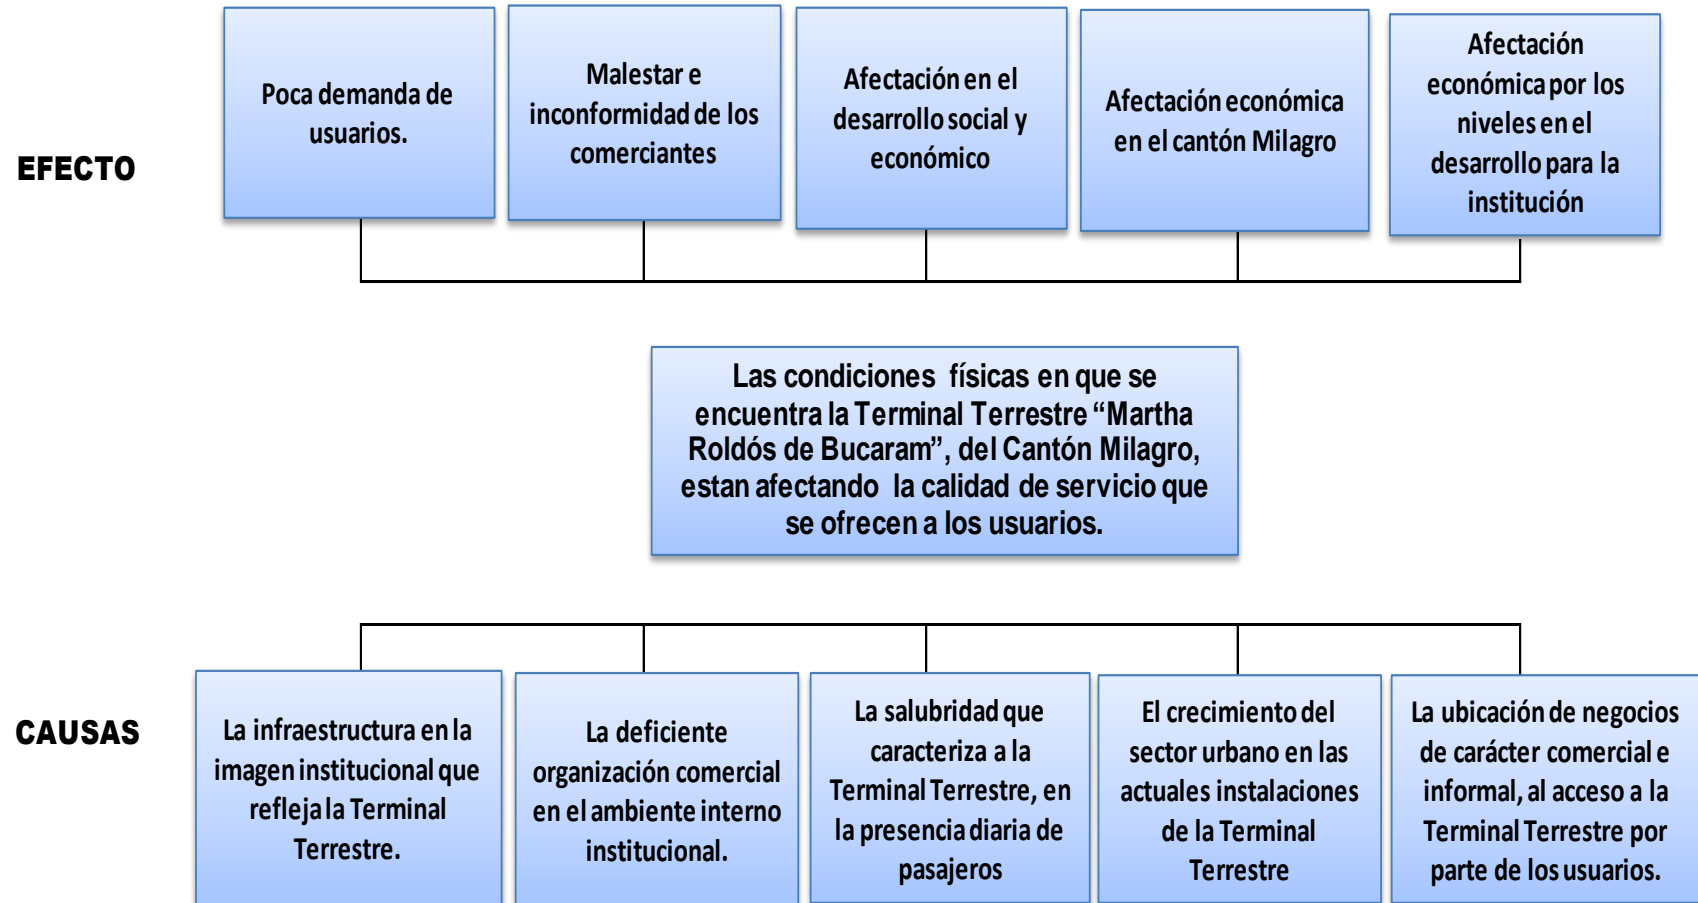 EFECTO
Poca demanda de
usuarios.
Malestar e
inconformidad de los
comerciantes
Afectación en el
desarrollo social y
económico
Afectación económica
en el cantón Milagro
Afectación
económica por los
niveles en el
desarrollo para la
institución
Las condiciones físicas en que se
encuentra la Terminal Terrestre “Martha
Roldós de Bucaram”, del Cantón Milagro,
estan afectando la calidad de servicio que
se ofrecen a los usuarios.
CAUSAS
La infraestructura en la
imagen institucional que
refleja la Terminal
Terrestre.
La deficiente
organización comercial
en el ambiente interno
institucional.
La salubridad que
caracteriza a la
Terminal Terrestre, en
la presencia diaria de
pasajeros
El crecimiento del
sector urbano en las
actuales instalaciones
de la Terminal
Terrestre
La ubicación de negocios
de carácter comercial e
informal, al acceso a la
Terminal Terrestre por
parte de los usuarios.